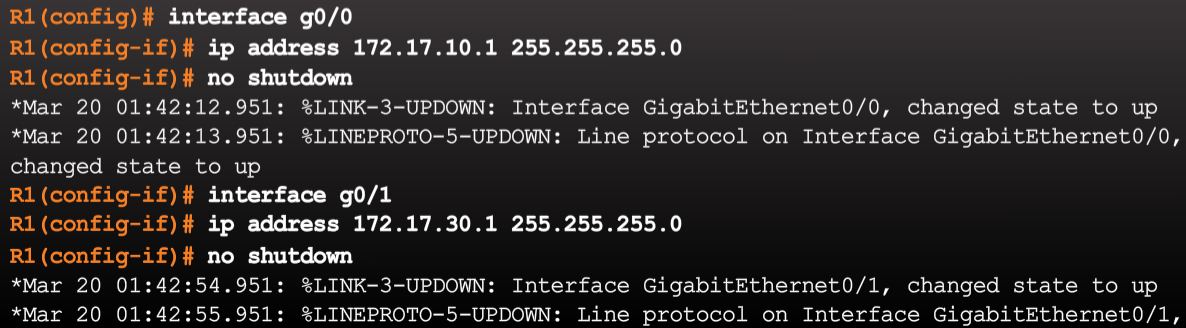 R1(config)# interface g0/0
R1(config-if)# ip address 172.17.10.1 255.255.255.0
R1(config-if)# no shutdown
*Mar 20 01:42:12.951: %LINK-3-UPDOWN: Interface GigabitEthernet0/0, changed state to up
*Mar 20 01:42:13.951: %LINEPROTO-5-UPDOWN: Line protocol on Interface GigabitEthernet0/0,
changed state to up
R1(config-if)# interface g0/1
R1(config-if)# ip address 172.17.30.1 255.255.255.0
R1(config-if)# no shutdown
*Mar 20 01:42:54.951: %LINK-3-UPDOWN: Interface GigabitEthernet0/1, changed state to up
*Mar 20 01:42:55.951: %LINEPROTO-5-UPDOWN: Line protocol on Interface GigabitEthernet0/1,